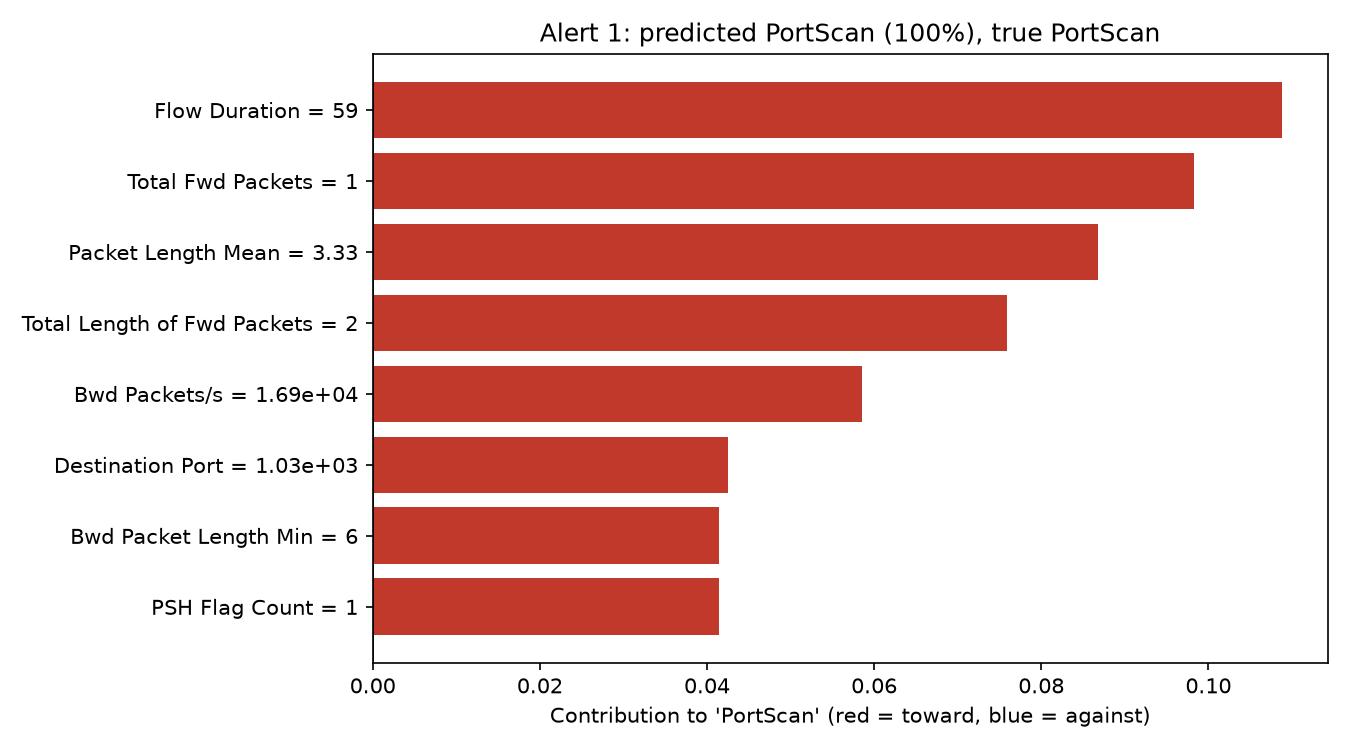 Alert 1: predicted PortScan (100%), true PortScan
Flow Duration = 59
Total Fwd Packets = 1
Packet Length Mean = 3.33
Total Length of Fwd Packets = 2
Bwd Packets/s = 1.69e+04
Destination Port = 1.03e+03
Bwd Packet Length Min = 6
PSH Flag Count = 1
0.00 0.02 0.04 0.06 0.08 0.10
Contribution to 'PortScan' (red = toward, blue = against)